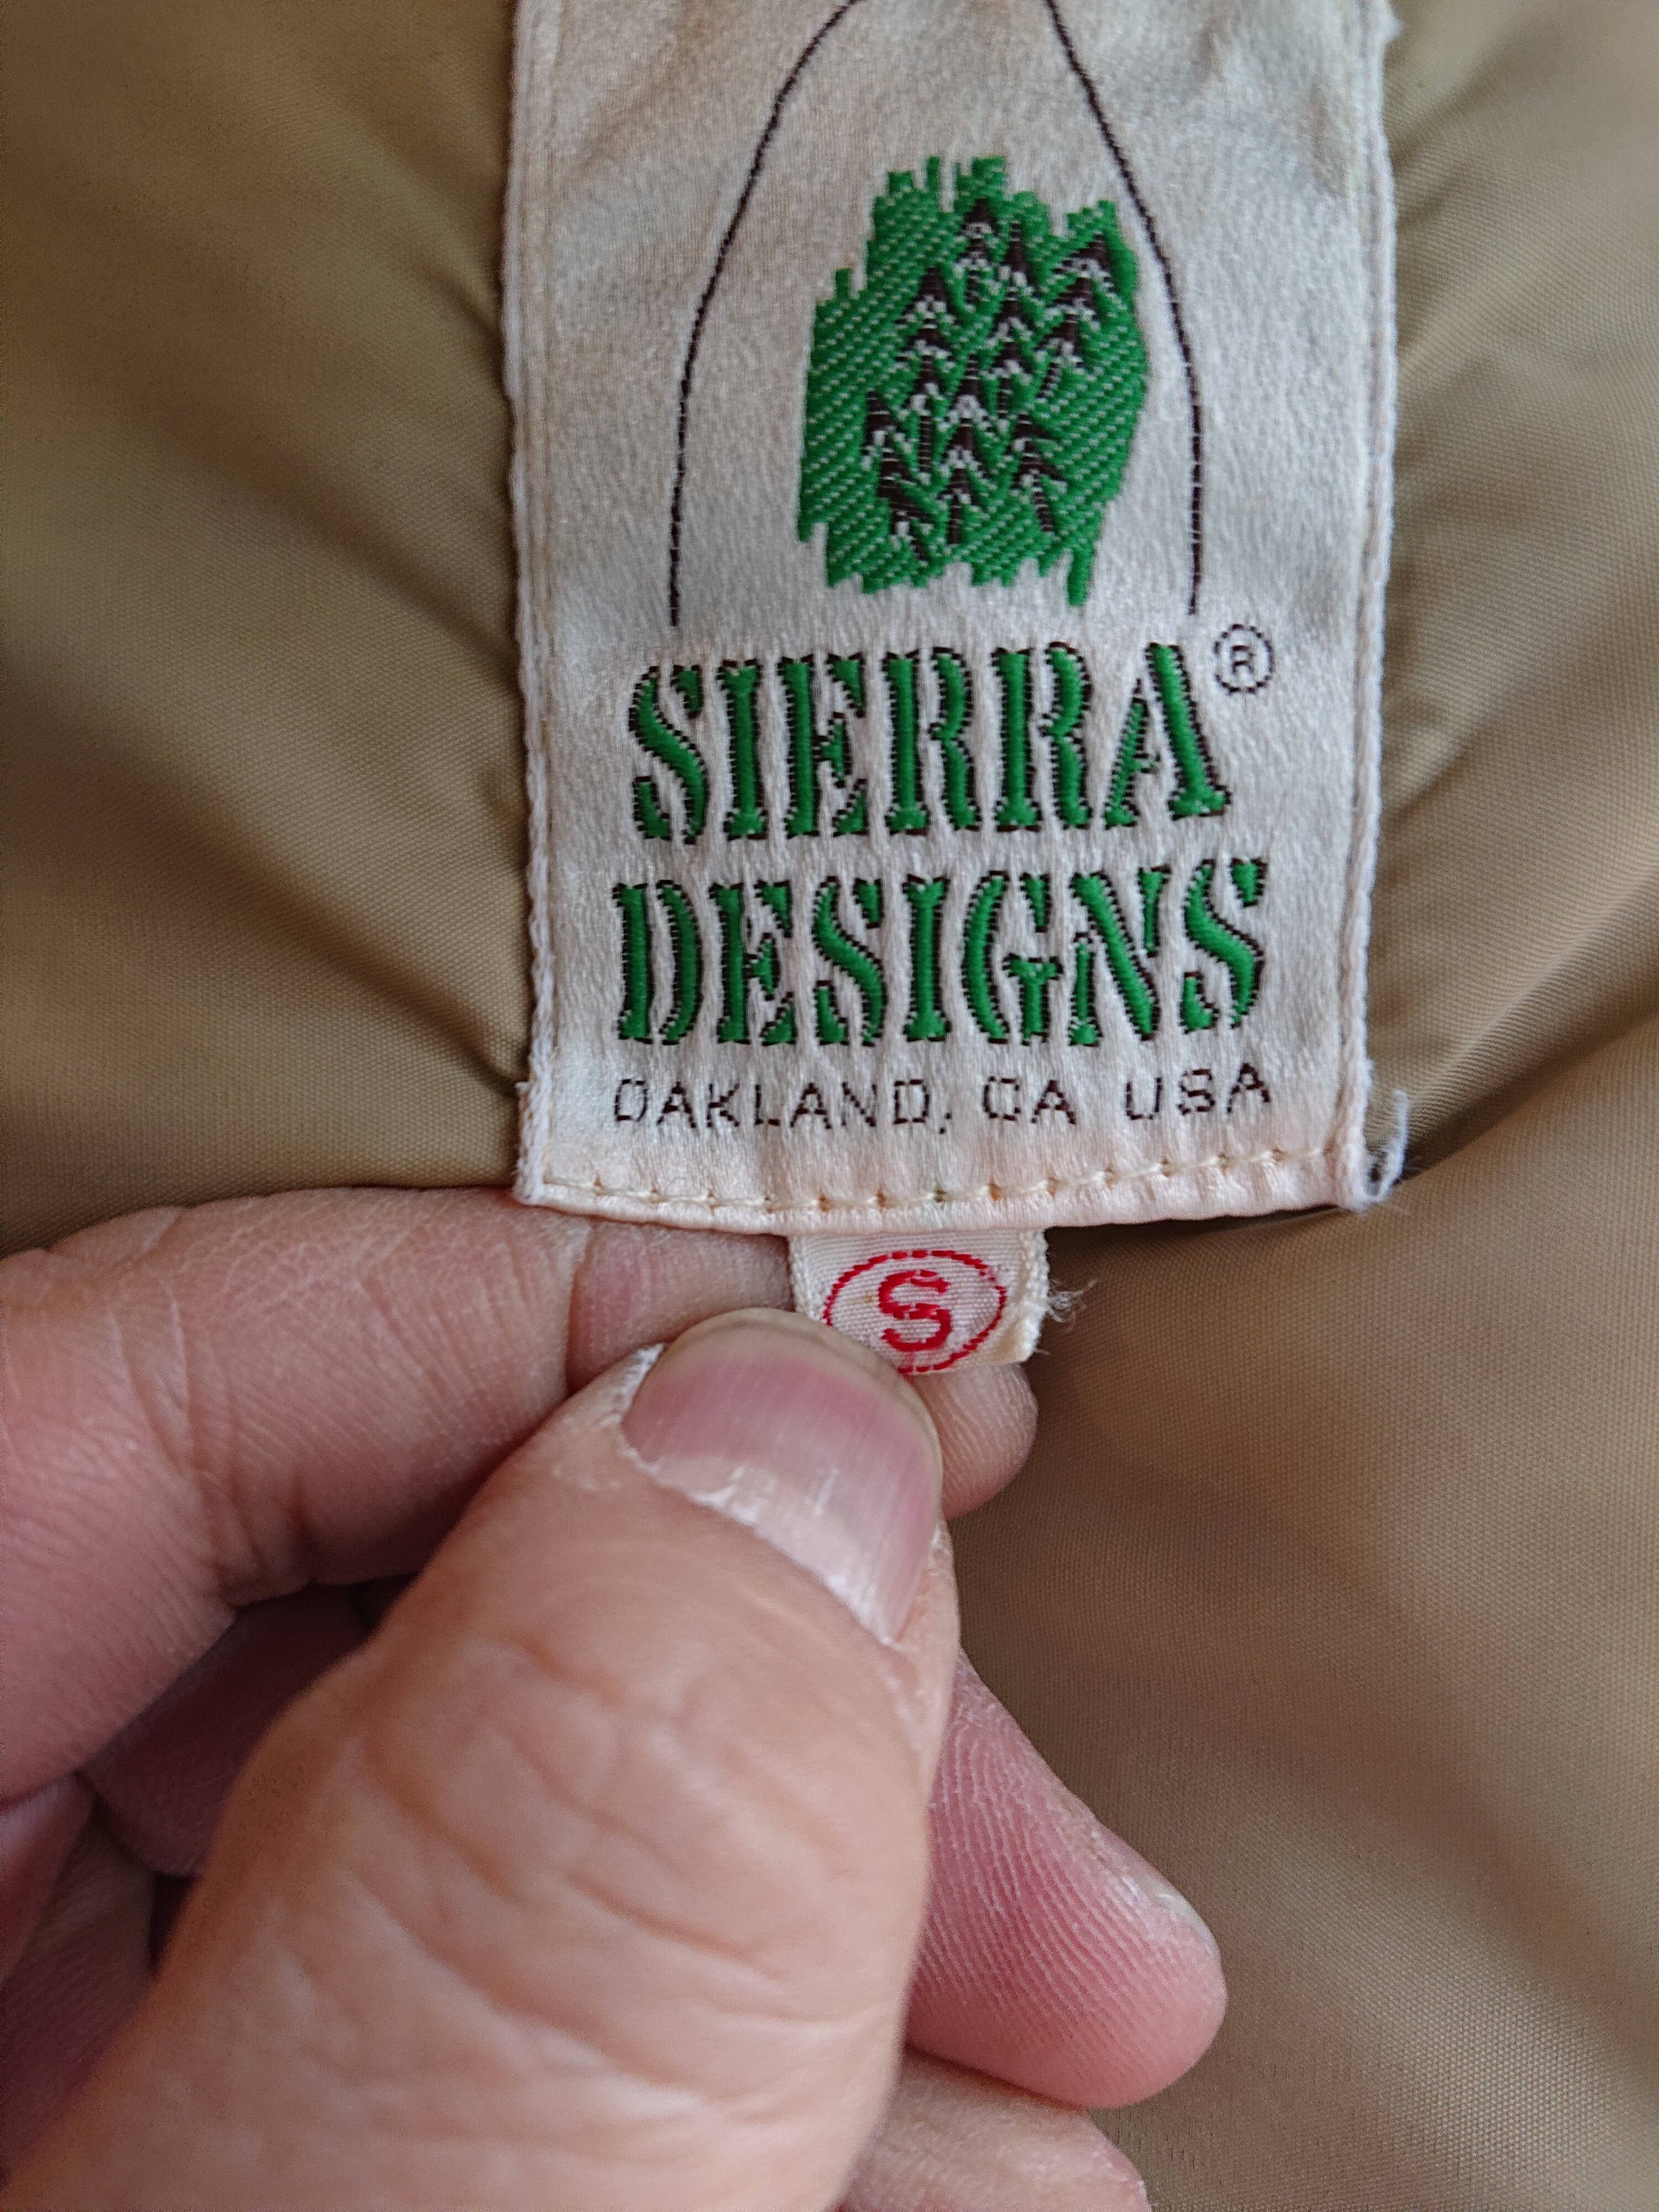 SIERRA®
DESIGNS
OAKLAND, CA USA
S